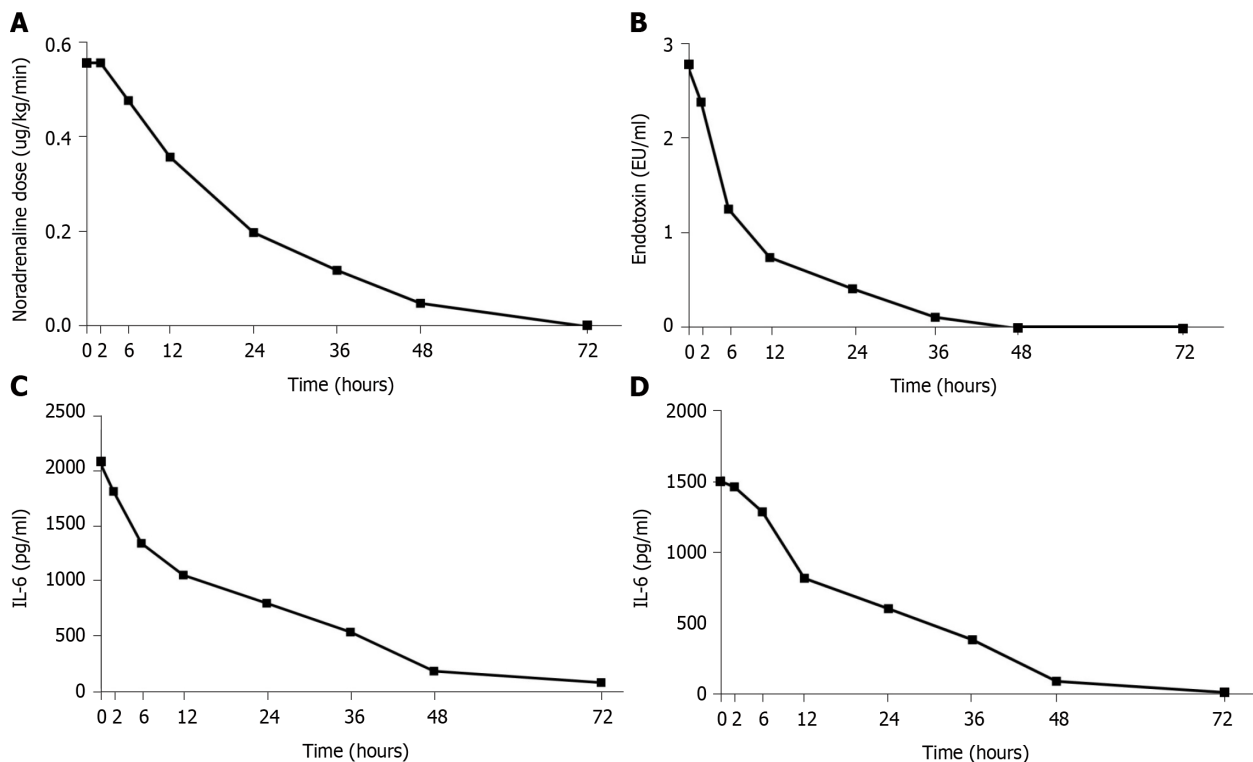 A
0.6
0.4
0.2
0.0
Noradrenaline dose (ug/kg/min)
0 2 6 12 24 36 48 72
Time (hours)
B
3
2
1
0
Endotoxin (EU/ml)
0 2 6 12 24 36 48 72
Time (hours)
C
2500
2000
1500
1000
500
0
IL-6 (pg/ml)
0 2 6 12 24 36 48 72
Time (hours)
D
2000
1500
1000
500
0
IL-6 (pg/ml)
0 2 6 12 24 36 48 72
Time (hours)